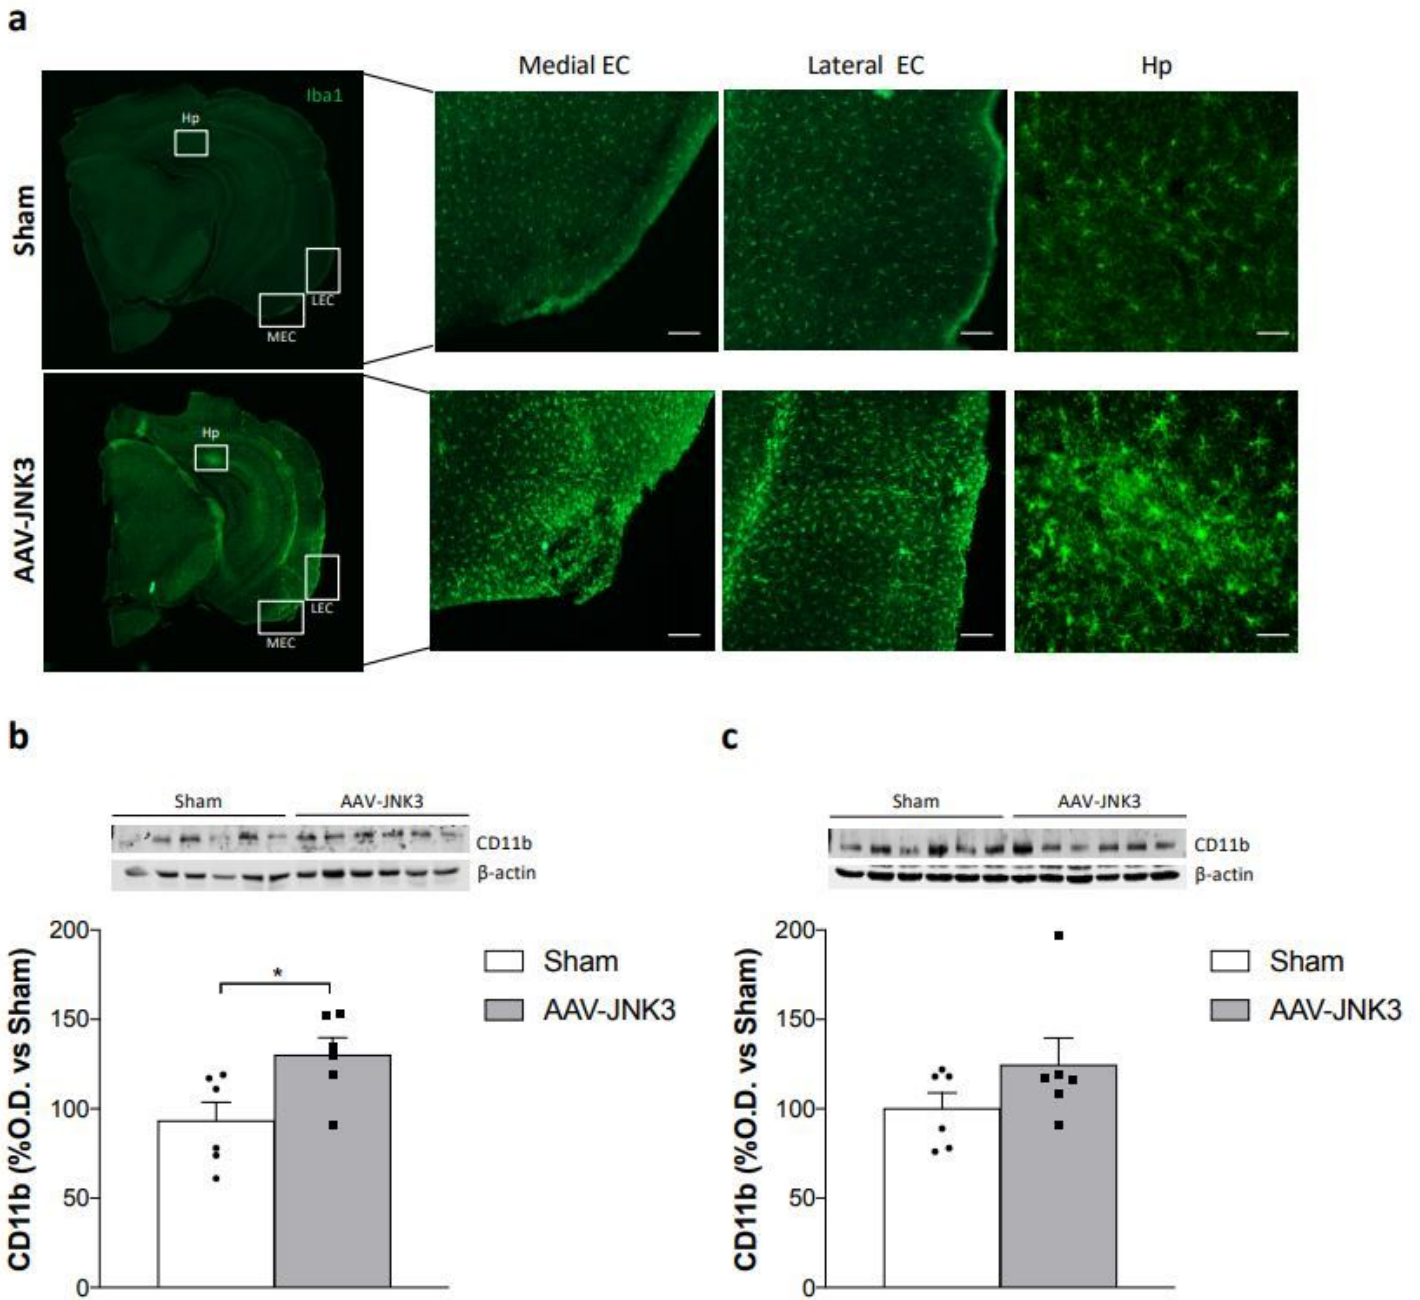 a
Medial EC
Lateral EC
Hp
Sham
Iba1
Hp
LEC
MEC
AAV-JNK3
Hp
LEC
MEC
b
Sham
AAV-JNK3
CD11b
β-actin
CD11b (%O.D. vs Sham)
200
150
100
50
0
*
Sham
AAV-JNK3
c
Sham
AAV-JNK3
CD11b
β-actin
CD11b (%O.D. vs Sham)
200
150
100
50
0
Sham
AAV-JNK3